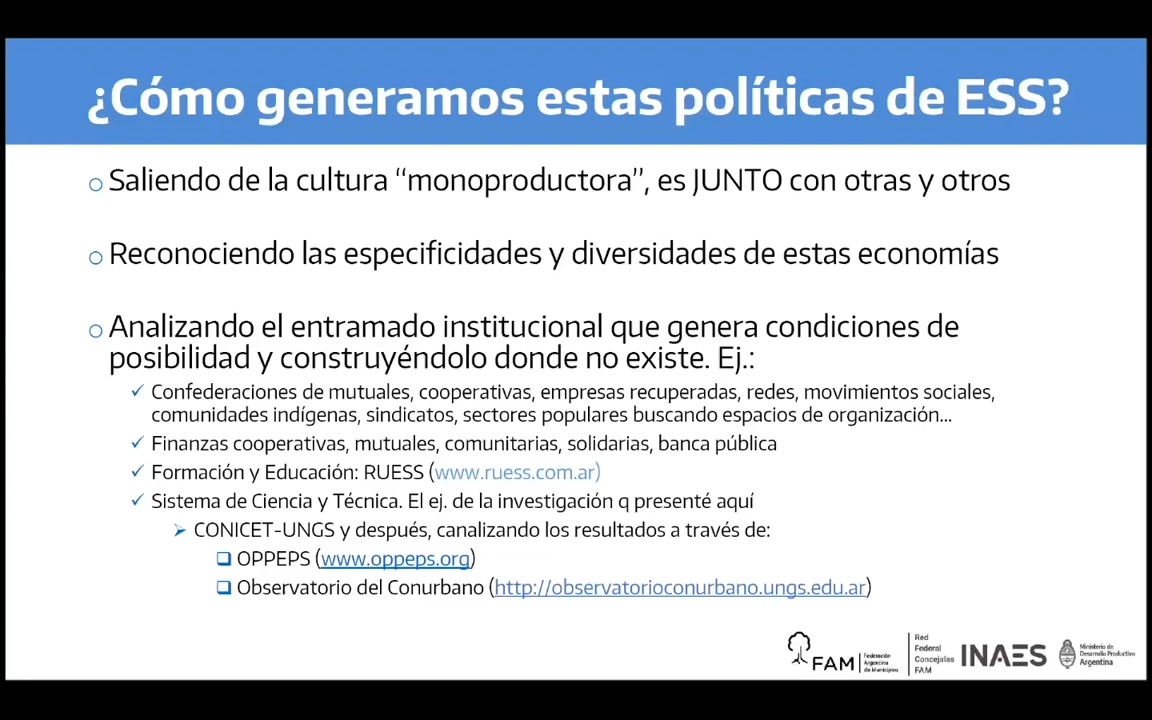 ¿Cómo generamos estas políticas de ESS?
Saliendo de la cultura “monoproductora”, es JUNTO con otras y otros
Reconociendo las especificidades y diversidades de estas economías
Analizando el entramado institucional que genera condiciones de
posibilidad y construyéndolo donde no existe. Ej.:
Confederaciones de mutuales, cooperativas, empresas recuperadas, redes, movimientos sociales,
comunidades indígenas, sindicatos, sectores populares buscando espacios de organización...
Finanzas cooperativas, mutuales, comunitarias, solidarias, banca pública
Formación y Educación: RUESS (www.ruess.com.ar)
Sistema de Ciencia y Técnica. El ej. de la investigación q presenté aquí
CONICET-UNGS y después, canalizando los resultados a través de:
OPPEPS (www.oppeps.org)
Observatorio del Conurbano (http://observatorioconurbano.ungs.edu.ar)
FAM
Federación
Argentina
de Municipios
Red
Federal
Concejalas
FAM
INAES
Ministerio de
Desarrollo Productivo
Argentina